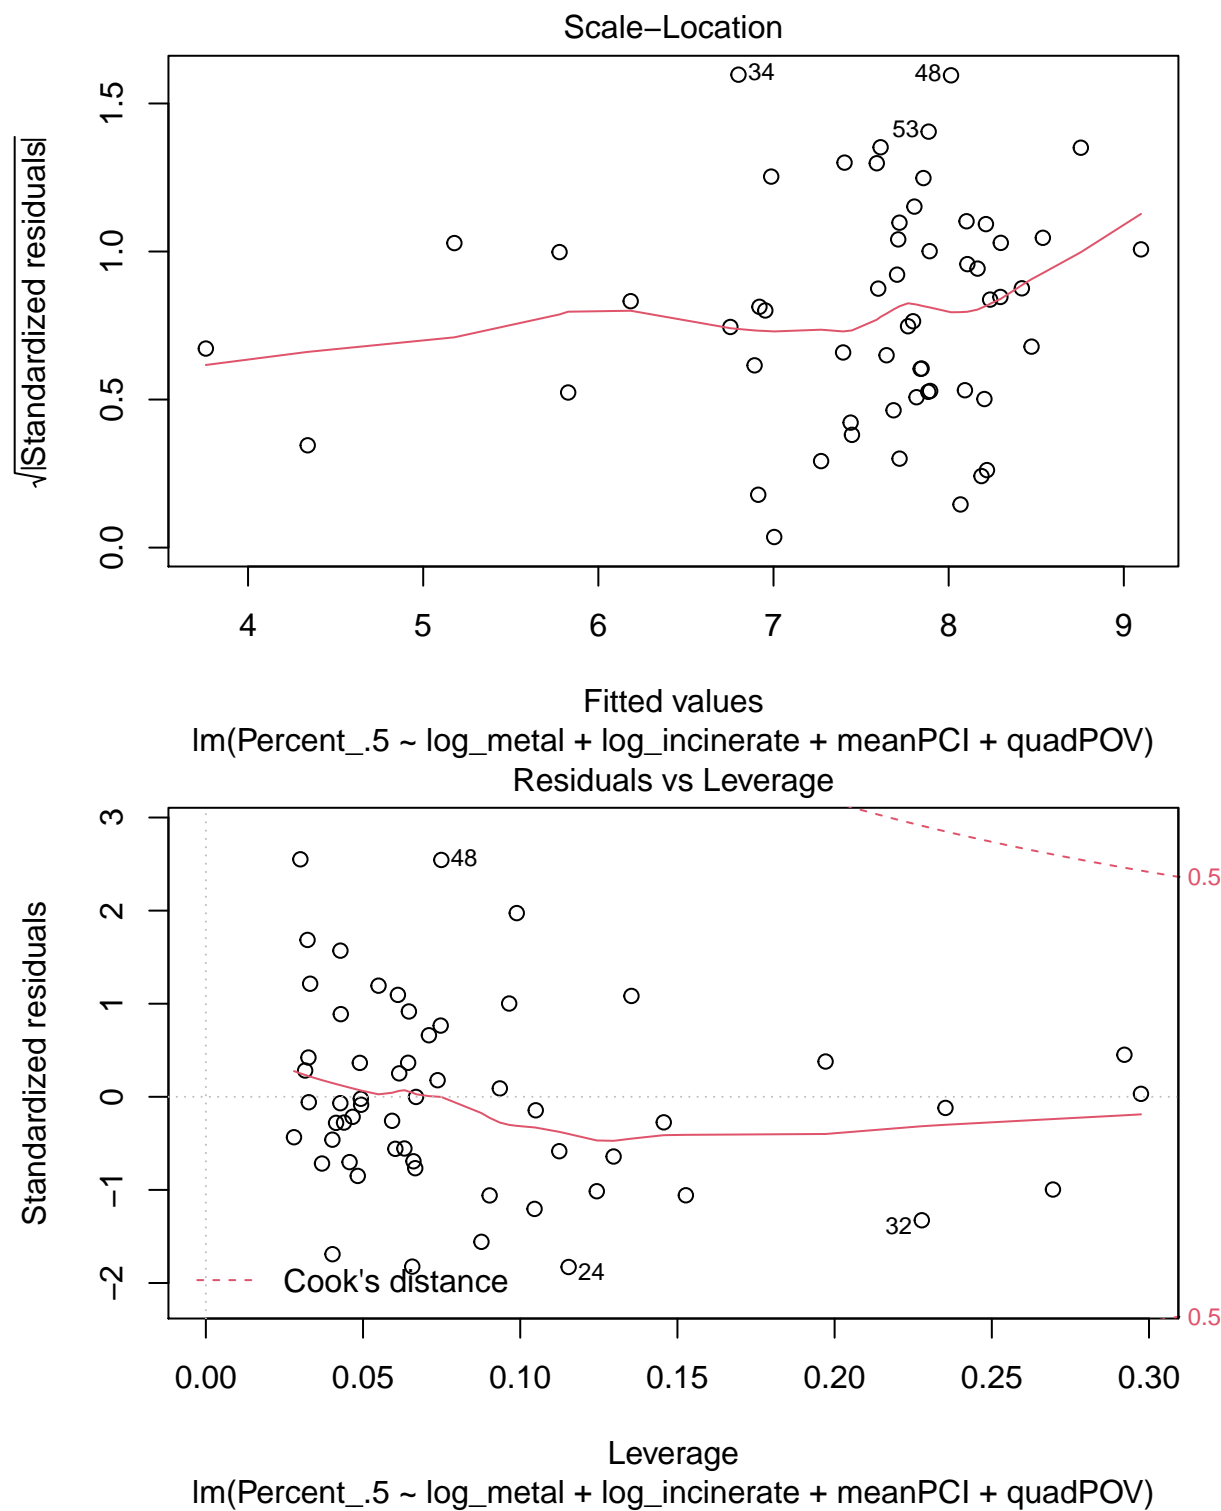 Scale−Location
√|Standardized residuals|
1.5
1.0
0.5
0.0
34
48
53
4 5 6 7 8 9
Fitted values
lm(Percent_.5 ~ log_metal + log_incinerate + meanPCI + quadPOV)
Residuals vs Leverage
Standardized residuals
3
2
1
0
−1
−2
48
0.5
32
24
Cook's distance
0.5
0.00 0.05 0.10 0.15 0.20 0.25 0.30
Leverage
lm(Percent_.5 ~ log_metal + log_incinerate + meanPCI + quadPOV)